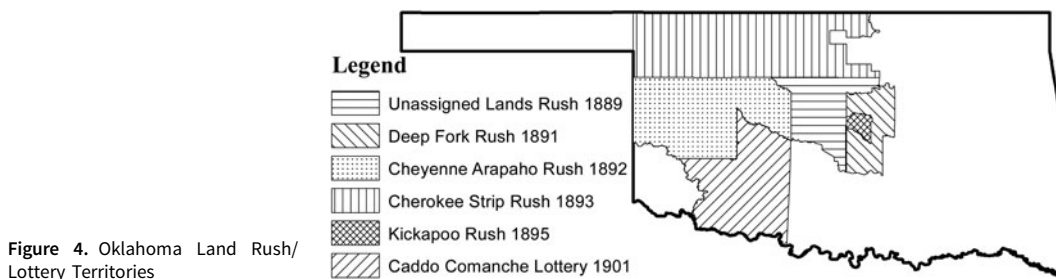 Legend
Unassigned Lands Rush 1889
Deep Fork Rush 1891
Cheyenne Arapaho Rush 1892
Cherokee Strip Rush 1893
Kickapoo Rush 1895
Caddo Comanche Lottery 1901
Figure 4. Oklahoma Land Rush/
Lottery Territories